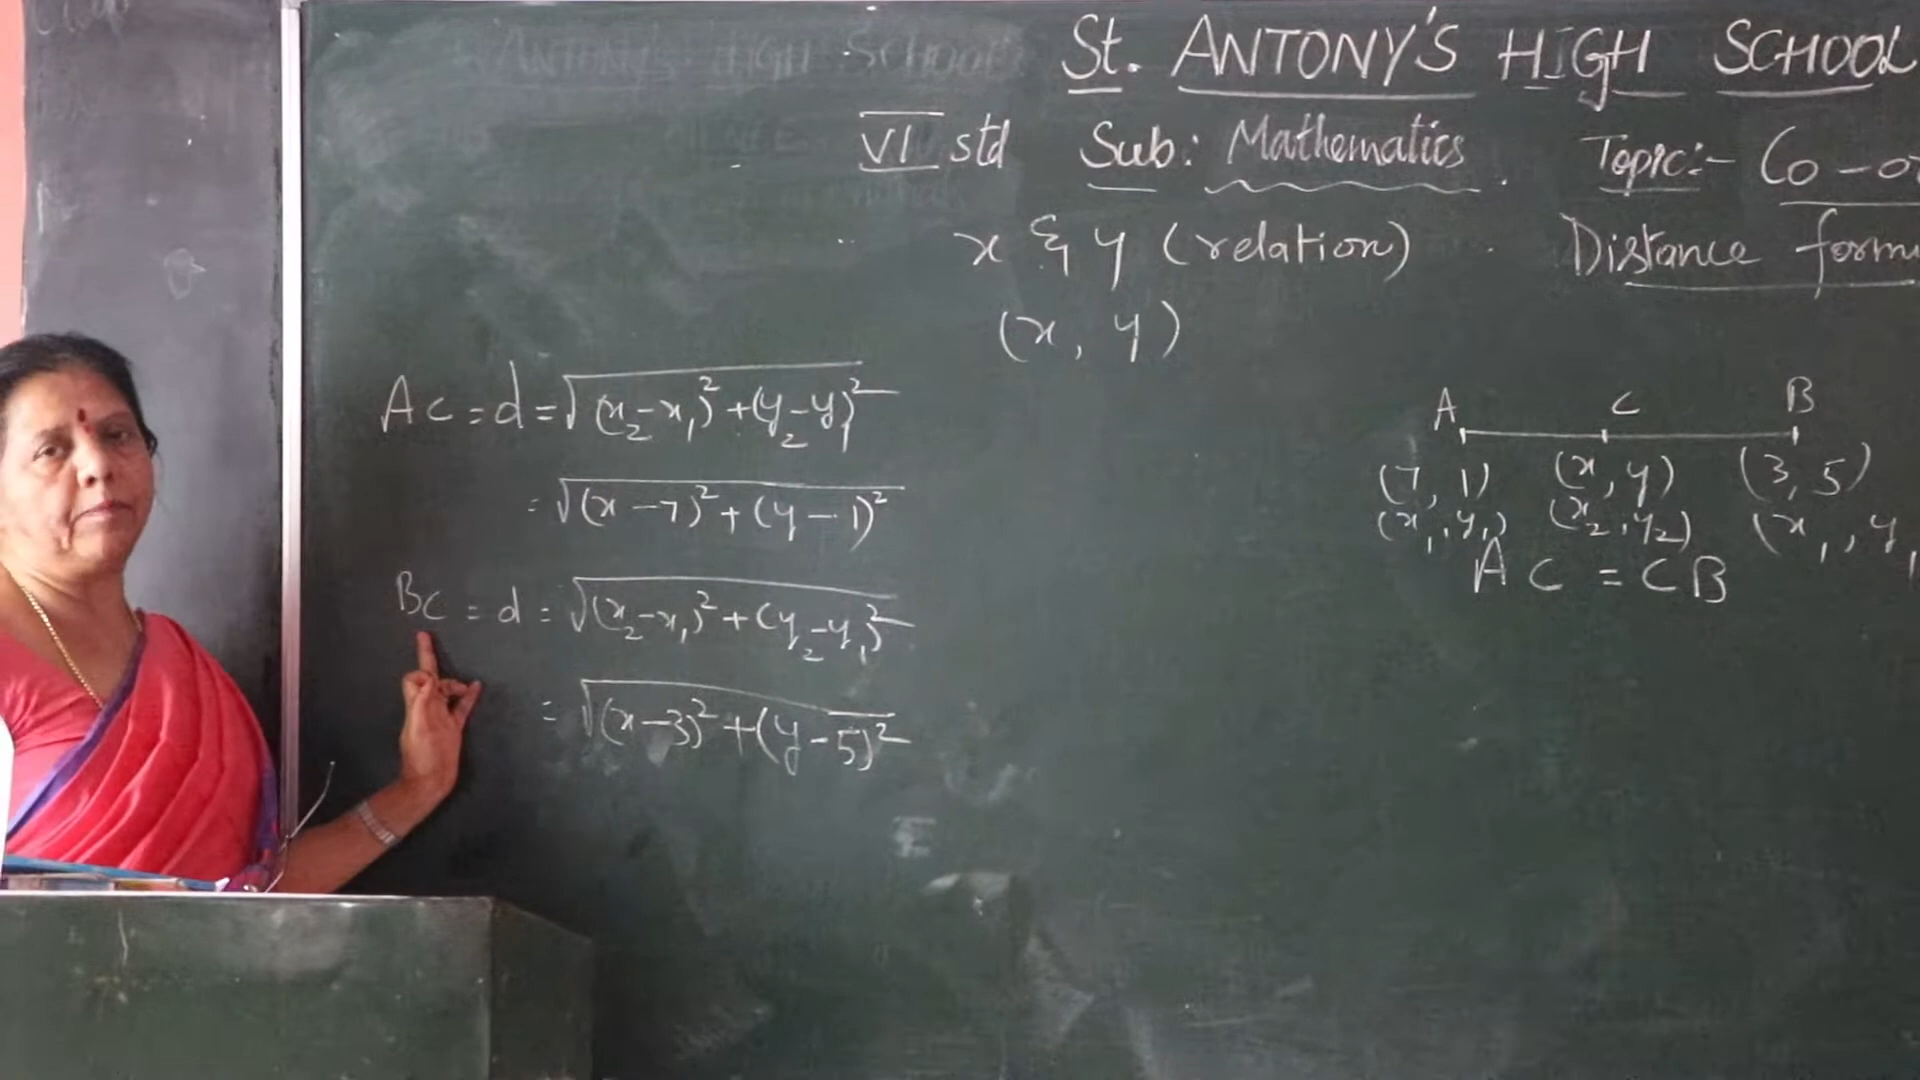 St. ANTONY'S HIGH SCHOOL
VI std Sub: Mathematics. Topic:- Co-or
x & y (relation) . Distance form
(x, y)
AC = d = √(x₂-x₁)²+(y₂-y₁)²
= √(x-7)²+(y-1)²
BC = d = √(x₂-x₁)²+(y₂-y₁)²
= √(x-3)²+(y-5)²
A C B
(7, 1) (x, y) (3, 5)
(x₁, y₁) (x₂, y₂) (x₁, y₁
AC = CB